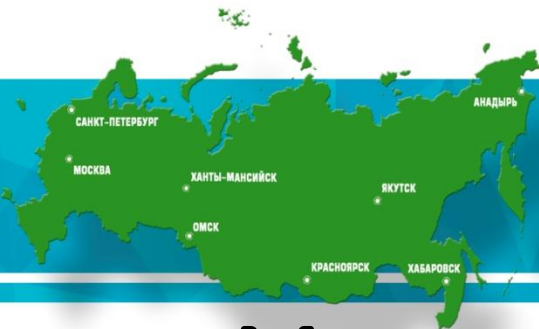 АНАДЫРЬ
САНКТ-ПЕТЕРБУРГ
МОСКВА
ХАНТЫ-МАНСИЙСК
ЯКУТСК
ОМСК
КРАСНОЯРСК
ХАБАРОВСК